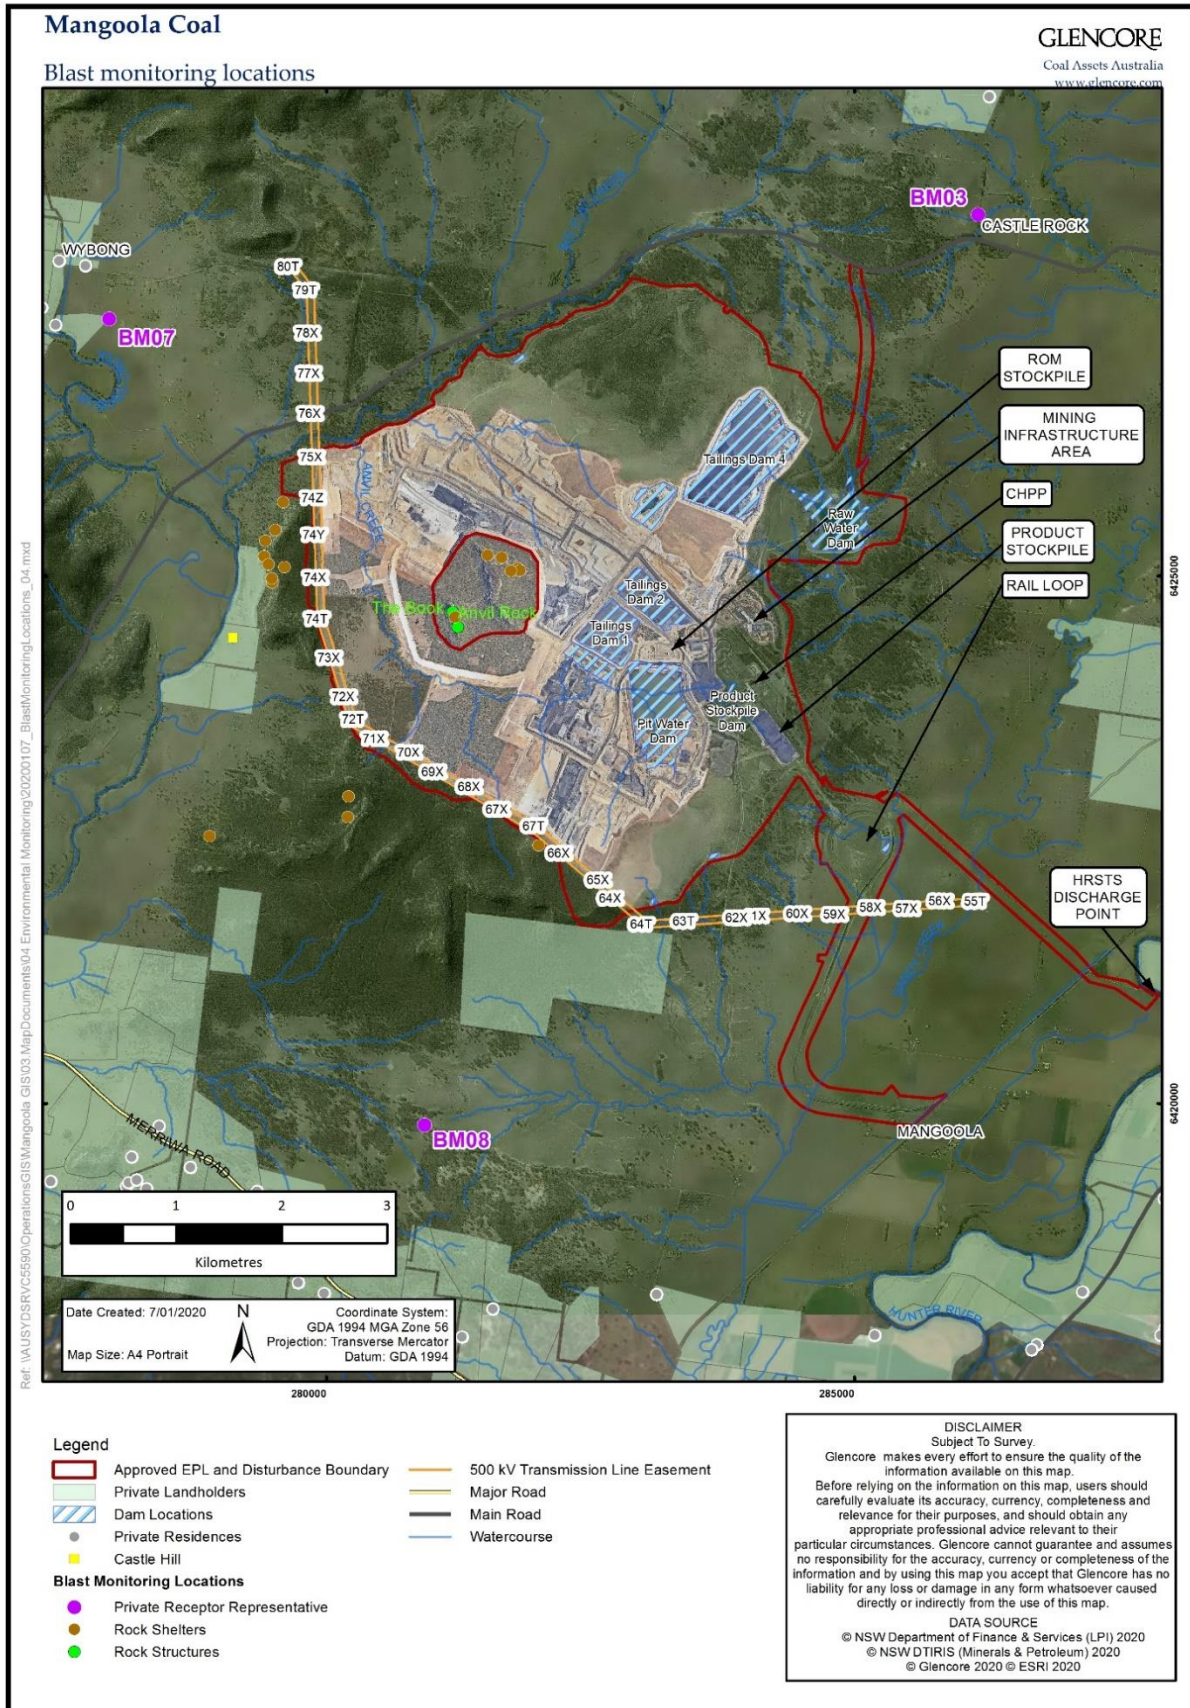 Mangoola Coal
GLENCORE
Coal Assets Australia
www.glencore.com
Blast monitoring locations
BM03
CASTLE ROCK
WYBONG
BM07
80T
79T
78X
77X
76X
75X
74Z
74Y
74X
74T
73X
72X
72T
71X
70X
69X
68X
67X
67T
66X
65X
64X
64T
63T
62X
1X
60X
59X
58X
57X
56X
55T
ROM
STOCKPILE
MINING
INFRASTRUCTURE
AREA
CHPP
PRODUCT
STOCKPILE
RAIL LOOP
HRSTS
DISCHARGE
POINT
ANVIL CREEK
Tailings Dam 4
Raw
Water
Dam
Tailings
Dam 2
Tailings
Dam 1
The Book
Anvil Rock
Product
Stockpile
Dam
Pit Water
Dam
6425000
6420000
MANGOOLA
BM08
MERRIWA ROAD
HUNTER RIVER
0 1 2 3
Kilometres
Date Created: 7/01/2020
Map Size: A4 Portrait
N
Coordinate System:
GDA 1994 MGA Zone 56
Projection: Transverse Mercator
Datum: GDA 1994
280000
285000
Ref: \\AUSYDSRVC5590\OperationsGIS\Mangoola GIS\03 MapDocuments\04 Environmental Monitoring\20200107_BlastMonitoringLocations_04.mxd
Legend
Approved EPL and Disturbance Boundary
Private Landholders
Dam Locations
Private Residences
Castle Hill
Blast Monitoring Locations
Private Receptor Representative
Rock Shelters
Rock Structures
500 kV Transmission Line Easement
Major Road
Main Road
Watercourse
DISCLAIMER
Subject To Survey.
Glencore makes every effort to ensure the quality of the
information available on this map.
Before relying on the information on this map, users should
carefully evaluate its accuracy, currency, completeness and
relevance for their purposes, and should obtain any
appropriate professional advice relevant to their
particular circumstances. Glencore cannot guarantee and assumes
no responsibility for the accuracy, currency or completeness of the
information and by using this map you accept that Glencore has no
liability for any loss or damage in any form whatsoever caused
directly or indirectly from the use of this map.
DATA SOURCE
© NSW Department of Finance & Services (LPI) 2020
© NSW DTIRIS (Minerals & Petroleum) 2020
© Glencore 2020 © ESRI 2020